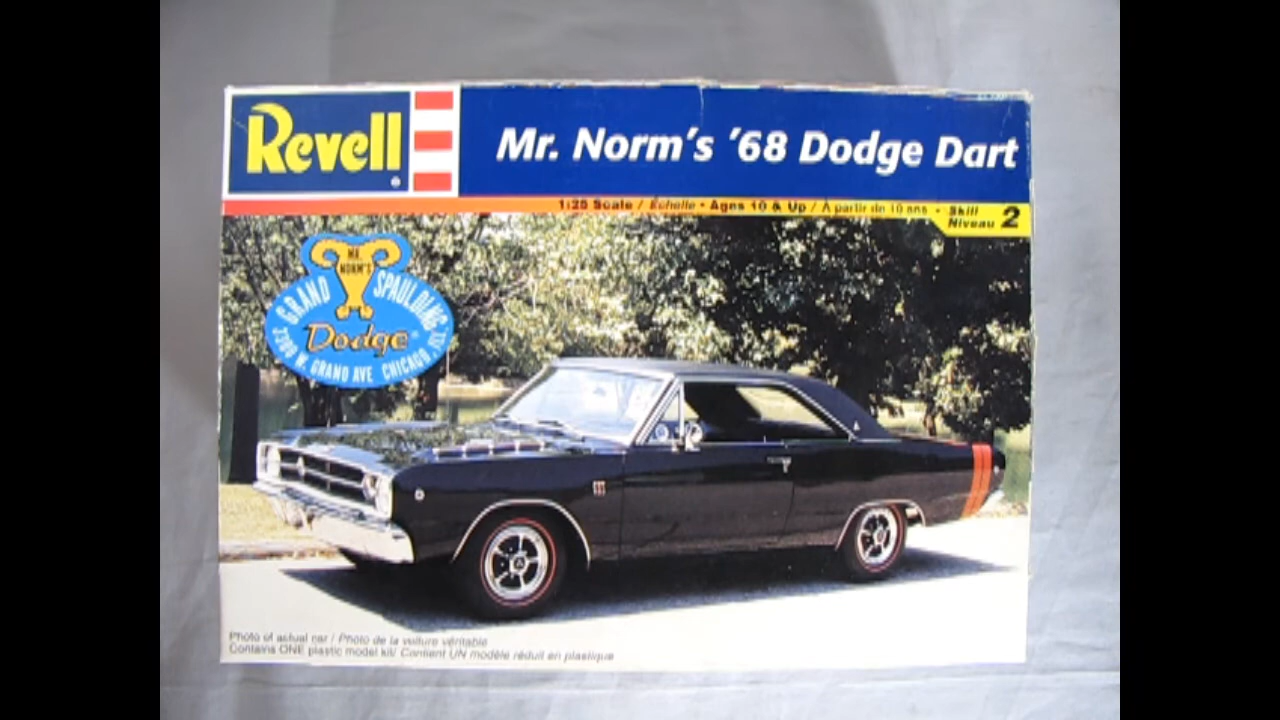 Revell
Mr. Norm's '68 Dodge Dart
1:25 Scale / Échelle • Ages 10 & Up / À partir de 10 ans • Skill
Niveau 2
MR.
NORM'S
GRAND SPAULDING
Dodge
3300 W. GRAND AVE CHICAGO
Photo of actual car / Photo de la voiture véritable
Contains ONE plastic model kit/ Contient UN modèle réduit en plastique